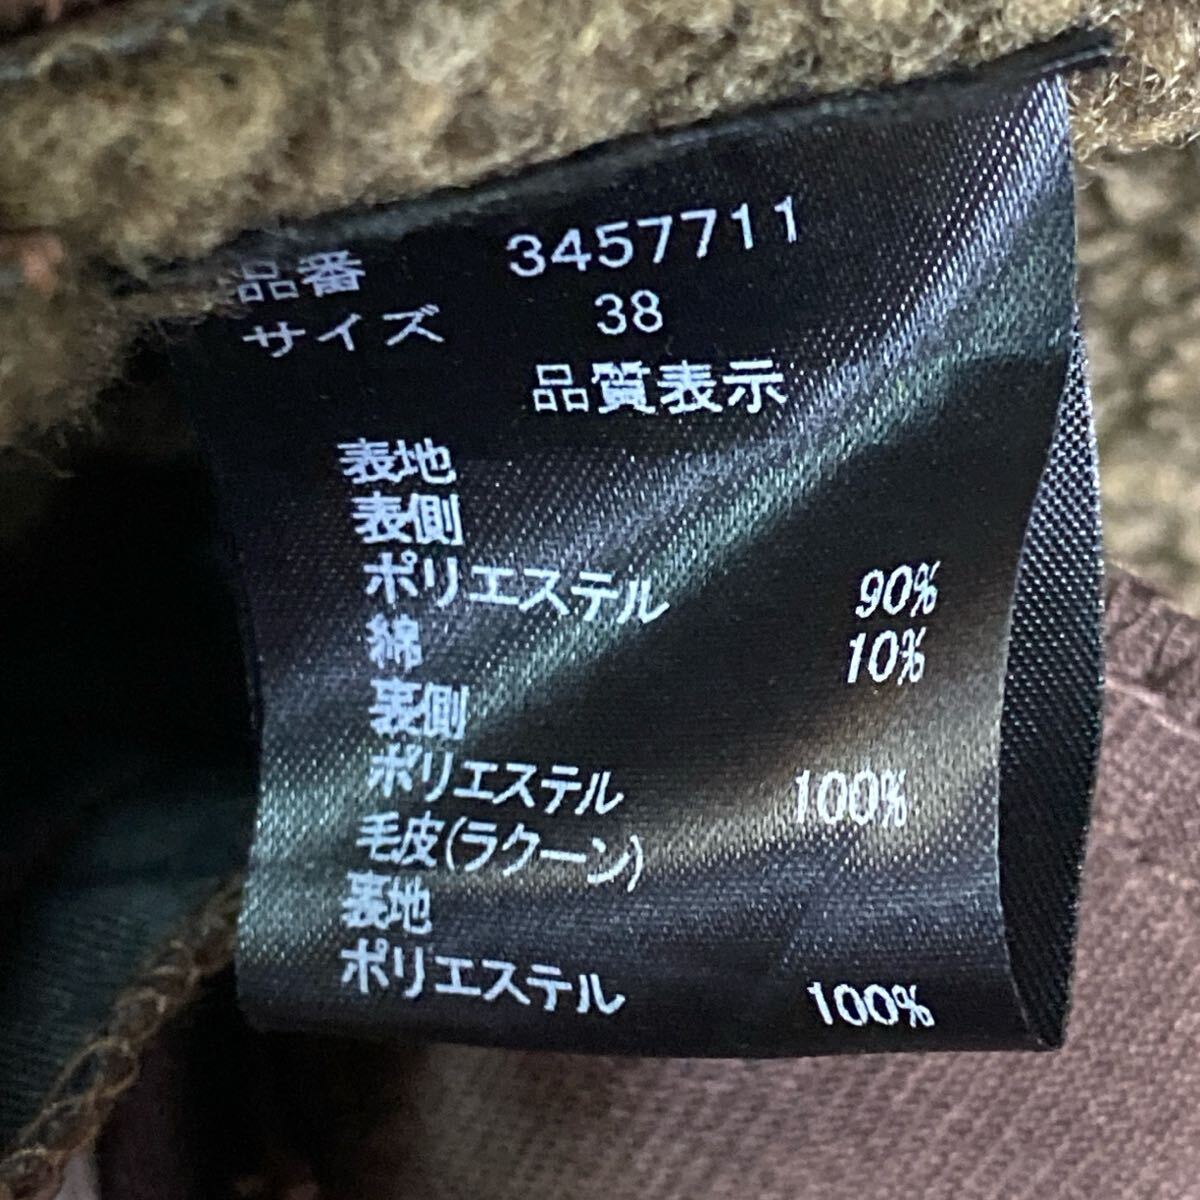 品番 3457711
サイズ 38
品質表示
表地
表側
ポリエステル 90%
綿 10%
裏側
ポリエステル 100%
毛皮(ラクーン)
裏地
ポリエステル 100%